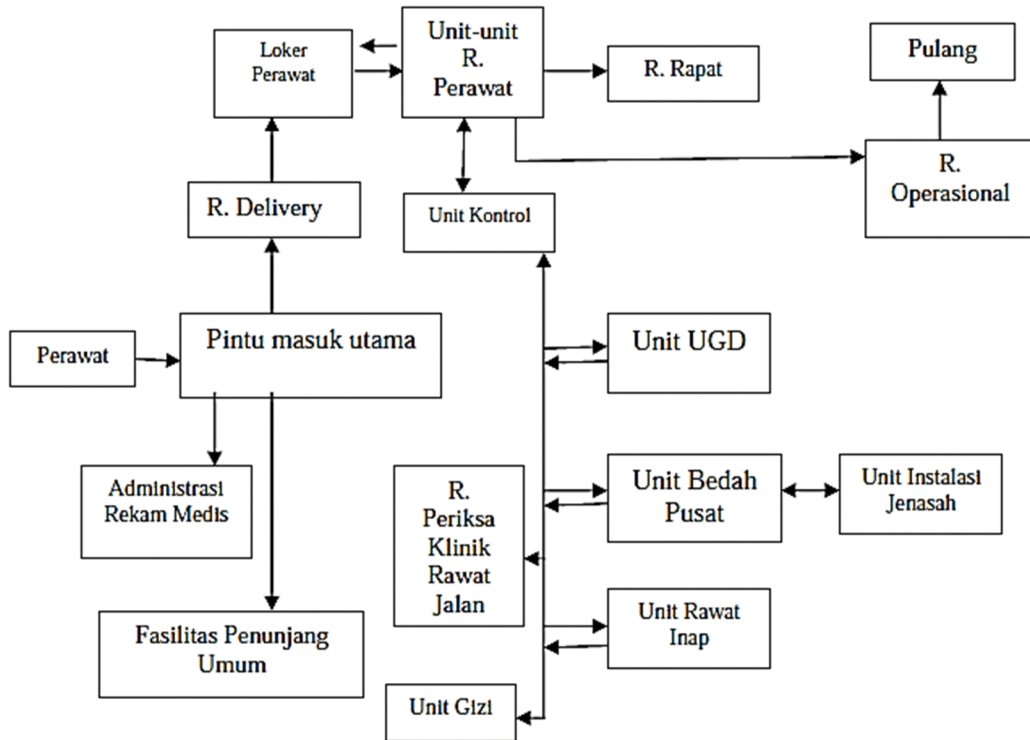 Loker
Perawat
Unit-unit
R.
Perawat
R. Rapat
Pulang
R.
Operasional
R. Delivery
Unit Kontrol
Perawat
Pintu masuk utama
Unit UGD
Administrasi
Rekam Medis
R.
Periksa
Klinik
Rawat
Jalan
Unit Bedah
Pusat
Unit Instalasi
Jenasah
Fasilitas Penunjang
Umum
Unit Rawat
Inap
Unit Gizi